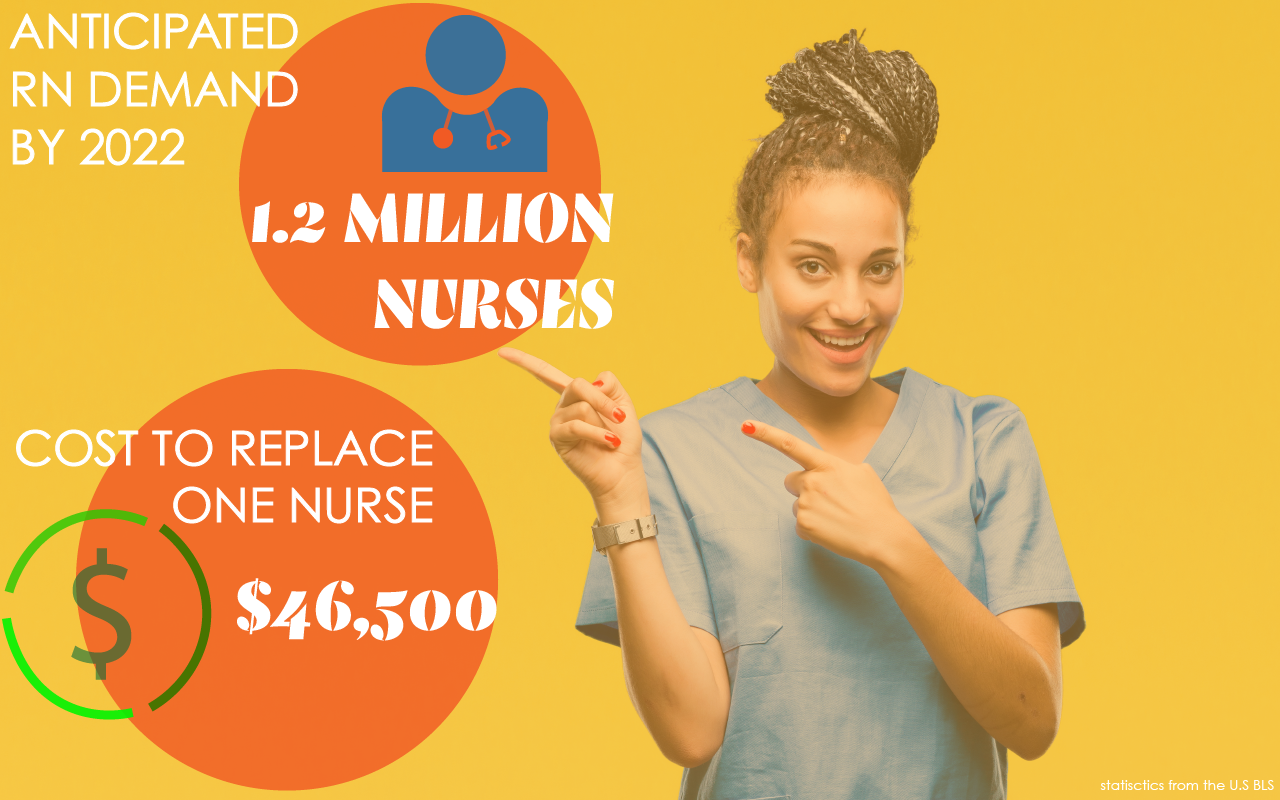 ANTICIPATED
RN DEMAND
BY 2022
1.2 MILLION
NURSES
COST TO REPLACE
ONE NURSE
$
$46,500
statisctics from the U.S BLS